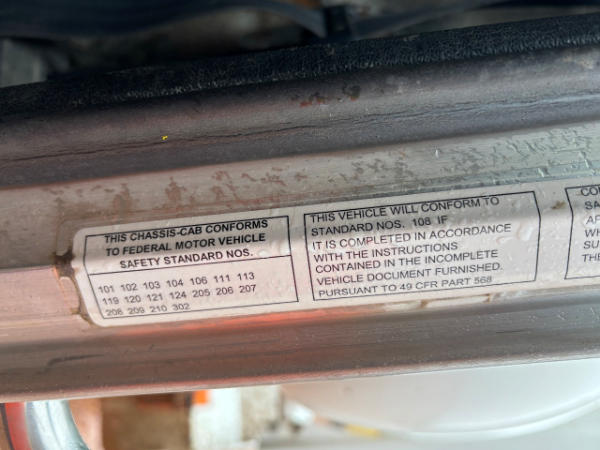 THIS CHASSIS-CAB CONFORMS
TO FEDERAL MOTOR VEHICLE
SAFETY STANDARD NOS.
101 102 103 104 106 111 113
119 120 121 124 205 206 207
208 209 210 302
THIS VEHICLE WILL CONFORM TO
STANDARD NOS. 108 IF
IT IS COMPLETED IN ACCORDANCE
WITH THE INSTRUCTIONS
CONTAINED IN THE INCOMPLETE
VEHICLE DOCUMENT FURNISHED.
PURSUANT TO 49 CFR PART 568